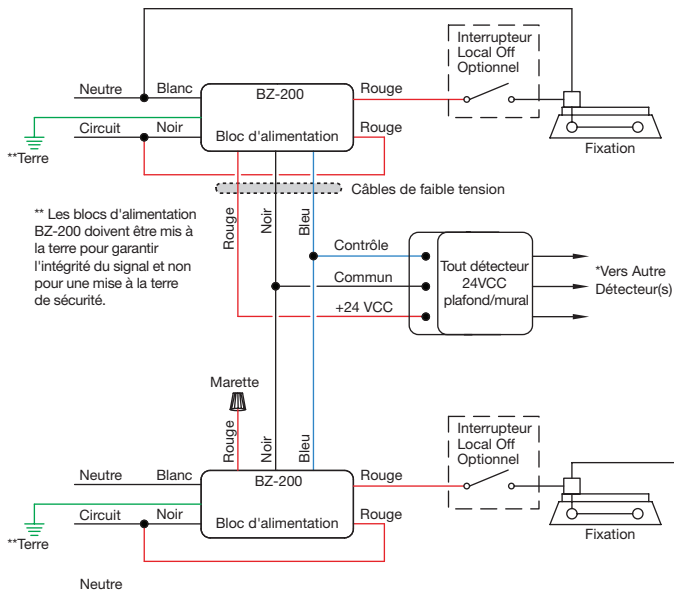 Interrupteur
Local Off
Optionnel
Neutre
Blanc
BZ-200
Rouge
Circuit
Noir
Bloc d'alimentation
Rouge
**Terre
Fixation
Câbles de faible tension
** Les blocs d'alimentation
BZ-200 doivent être mis à
la terre pour garantir
l'intégrité du signal et non
pour une mise à la terre
de sécurité.
Rouge
Noir
Bleu
Contrôle
Commun
+24 VCC
Tout détecteur
24VCC
plafond/mural
*Vers Autre
Détecteur(s)
Marette
Rouge
Noir
Bleu
Interrupteur
Local Off
Optionnel
Neutre
Blanc
BZ-200
Rouge
Circuit
Noir
Bloc d'alimentation
Rouge
**Terre
Fixation
Neutre